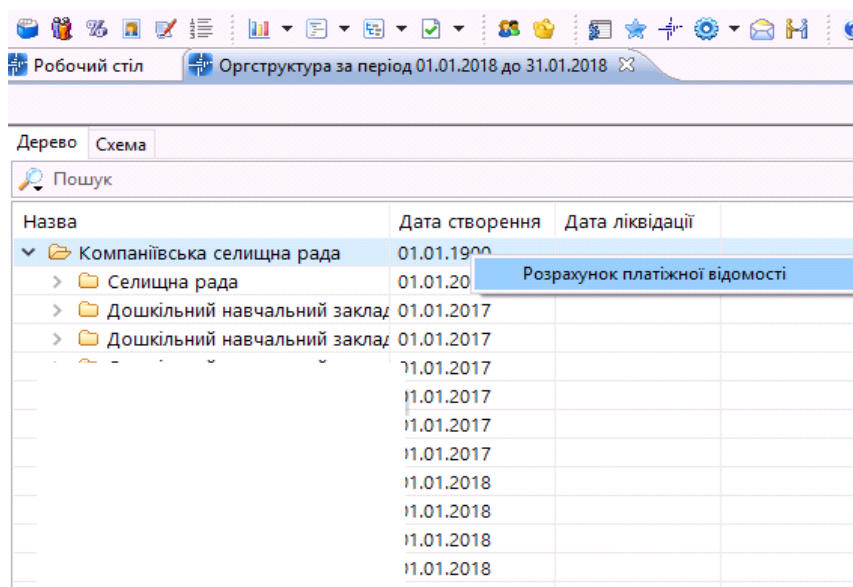 Робочий стіл Оргструктура за період 01.01.2018 до 31.01.2018
Дерево Схема
Пошук
Назва Дата створення Дата ліквідації
Компаніївська селищна рада 01.01.1900
Селищна рада 01.01.20 Розрахунок платіжної відомості
Дошкільний навчальний заклад 01.01.2017
Дошкільний навчальний заклад 01.01.2017
01.01.2017
01.01.2017
01.01.2017
01.01.2017
01.01.2018
01.01.2018
01.01.2018
01.01.2018